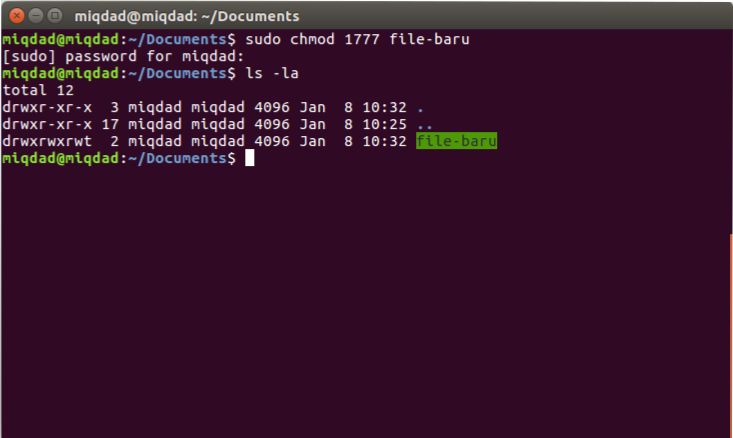 miqdad@miqdad: ~/Documents
miqdad@miqdad:~/Documents$ sudo chmod 1777 file-baru
[sudo] password for miqdad:
miqdad@miqdad:~/Documents$ ls -la
total 12
drwxr-xr-x  3 miqdad miqdad 4096 Jan  8 10:32 .
drwxr-xr-x 17 miqdad miqdad 4096 Jan  8 10:25 ..
drwxrwxrwt  2 miqdad miqdad 4096 Jan  8 10:32 file-baru
miqdad@miqdad:~/Documents$